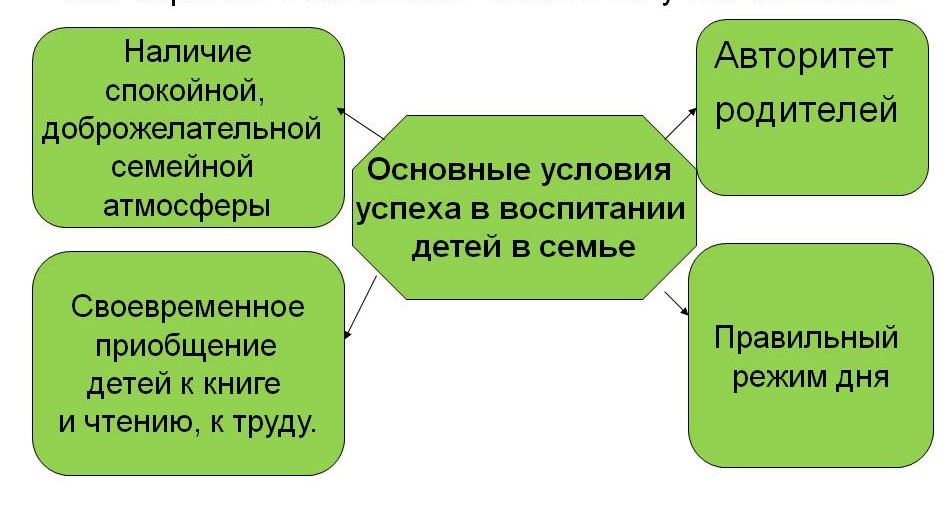 Наличие
спокойной,
доброжелательной
семейной
атмосферы
Авторитет
родителей
Основные условия
успеха в воспитании
детей в семье
Своевременное
приобщение
детей к книге
и чтению, к труду.
Правильный
режим дня